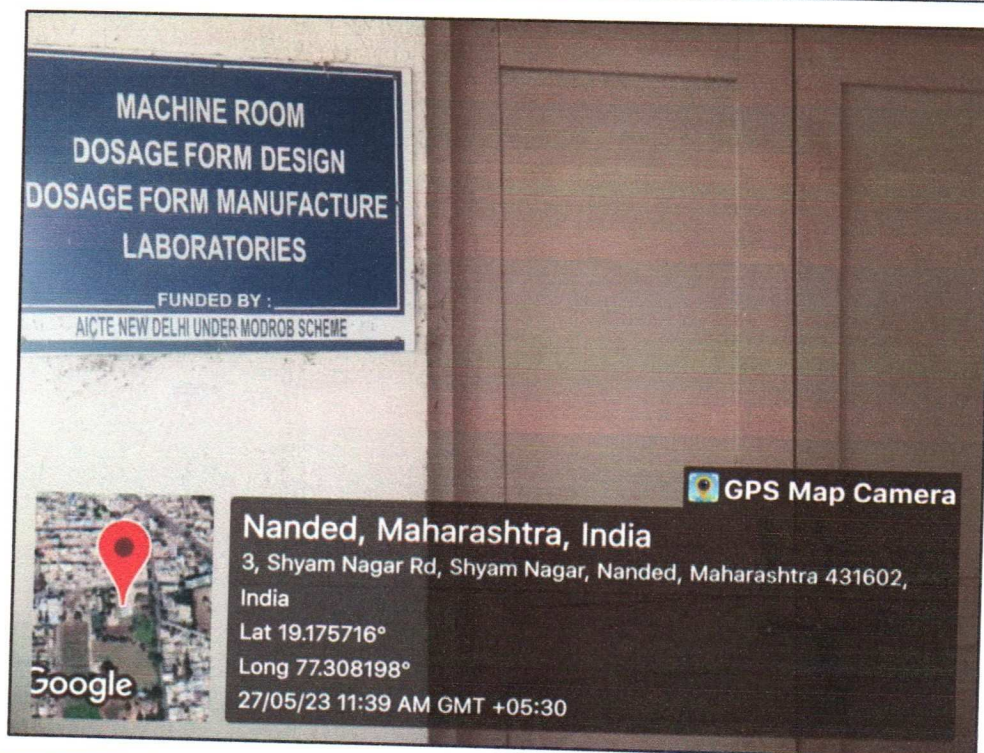 MACHINE ROOM
DOSAGE FORM DESIGN
DOSAGE FORM MANUFACTURE
LABORATORIES
FUNDED BY :
AICTE NEW DELHI UNDER MODROB SCHEME
GPS Map Camera
Nanded, Maharashtra, India
3, Shyam Nagar Rd, Shyam Nagar, Nanded, Maharashtra 431602,
India
Lat 19.175716°
Long 77.308198°
27/05/23 11:39 AM GMT +05:30
Google